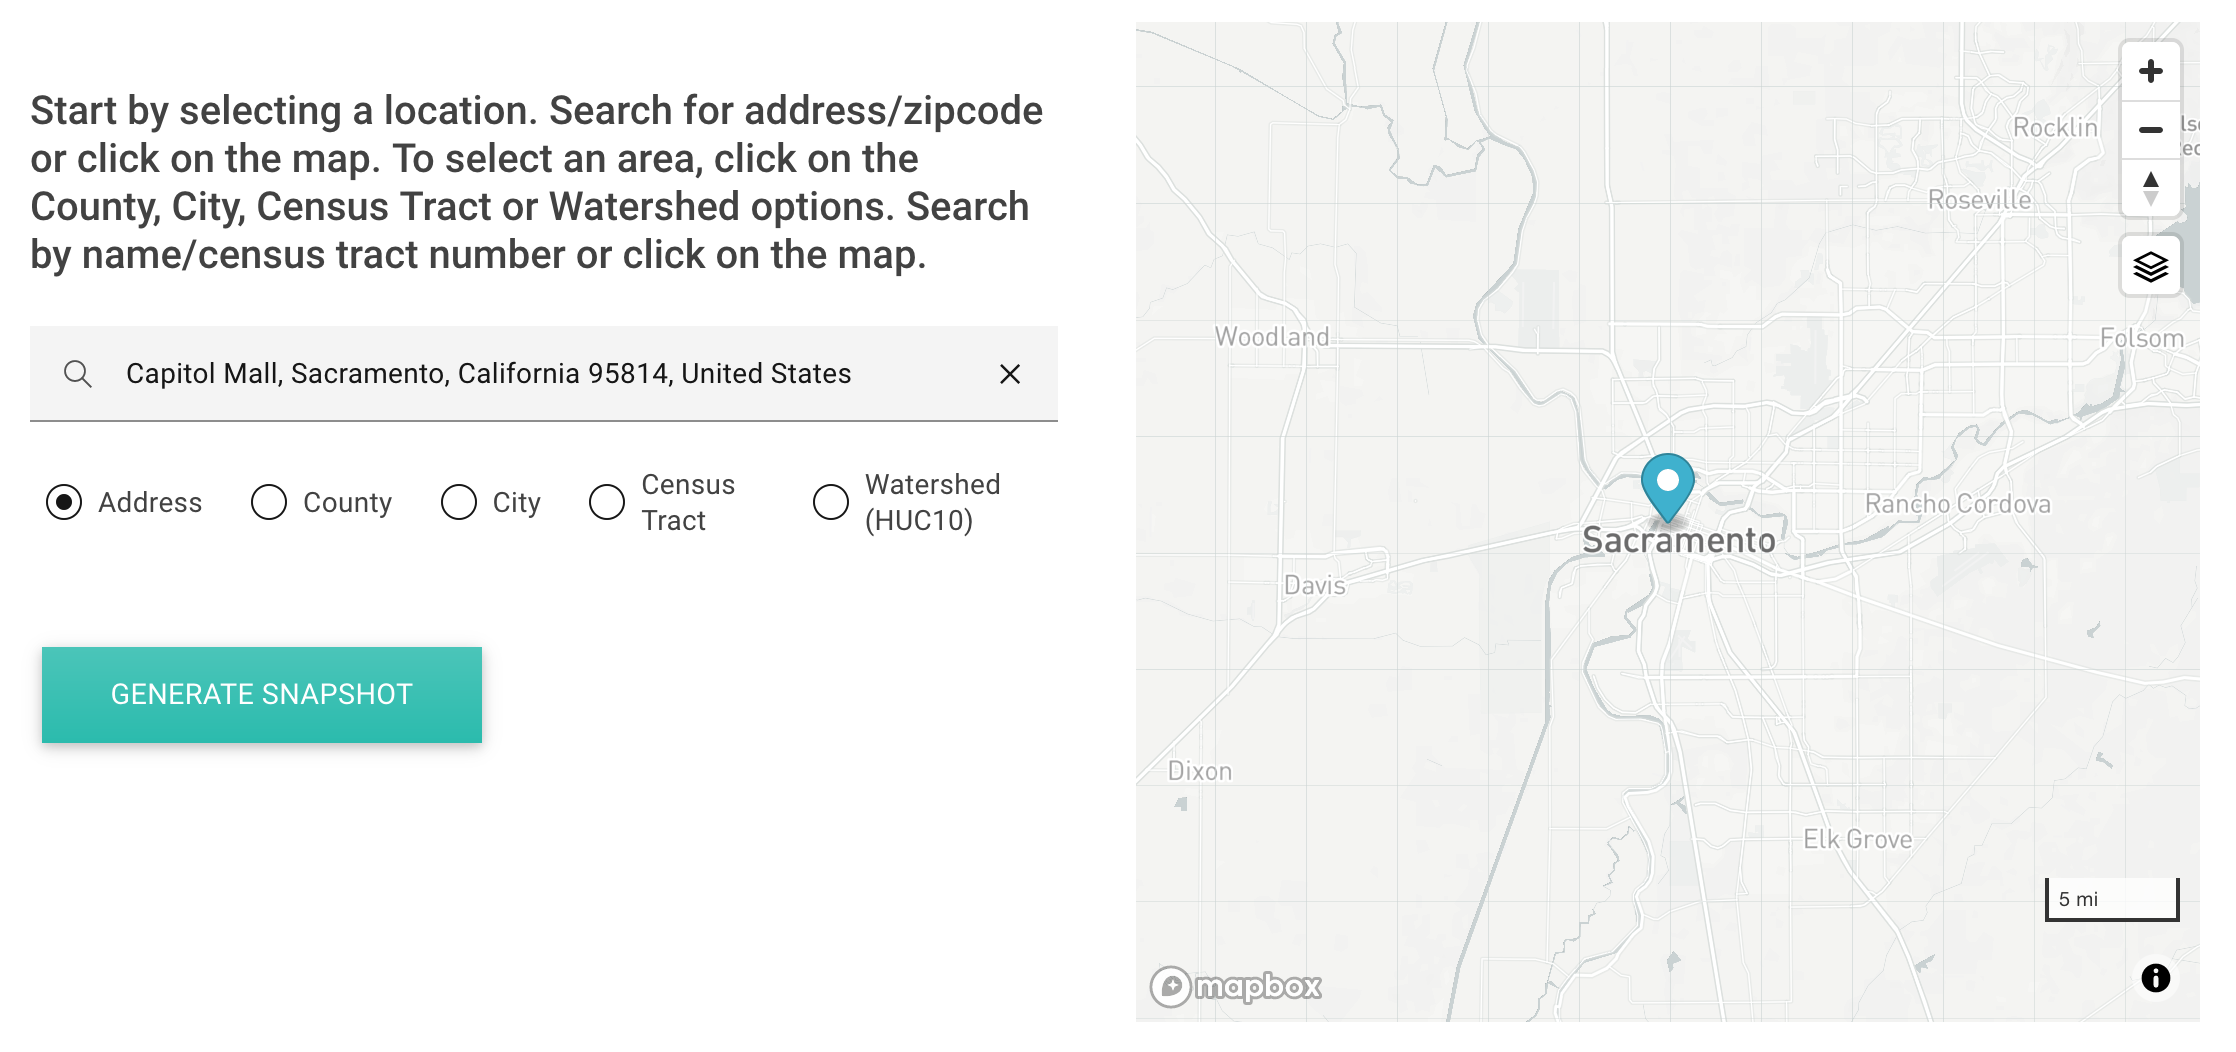 Start by selecting a location. Search for address/zipcode
or click on the map. To select an area, click on the
County, City, Census Tract or Watershed options. Search
by name/census tract number or click on the map.
Capitol Mall, Sacramento, California 95814, United States
Address
County
City
Census
Tract
Watershed
(HUC10)
GENERATE SNAPSHOT
Rocklin
Roseville
Woodland
Folsom
Rancho Cordova
Sacramento
Davis
Dixon
Elk Grove
5 mi
mapbox